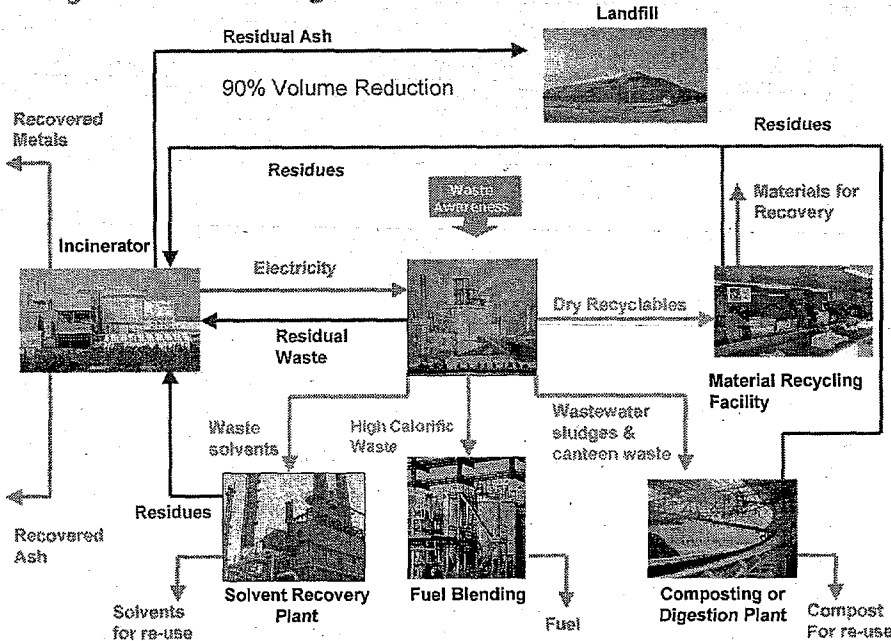 Landfill
Residual Ash
90% Volume Reduction
Recovered
Metals
Residues
Residues
Waste
Awareness
Materials for
Recovery
Incinerator
Electricity
Dry Recyclables
Residual
Waste
Material Recycling
Facility
Waste
solvents
High Calorific
Waste
Wastewater
sludges &
canteen waste
Residues
Recovered
Ash
Solvent Recovery
Plant
Fuel Blending
Composting or
Digestion Plant
Solvents
for re-use
Fuel
Compost
For re-use